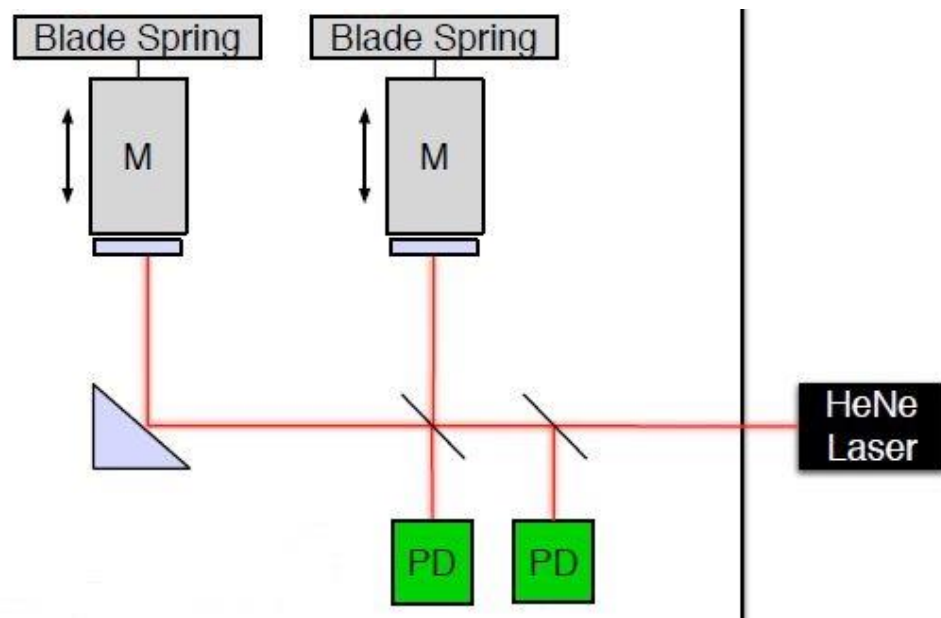 Blade Spring
Blade Spring
M
M
HeNe
Laser
PD
PD